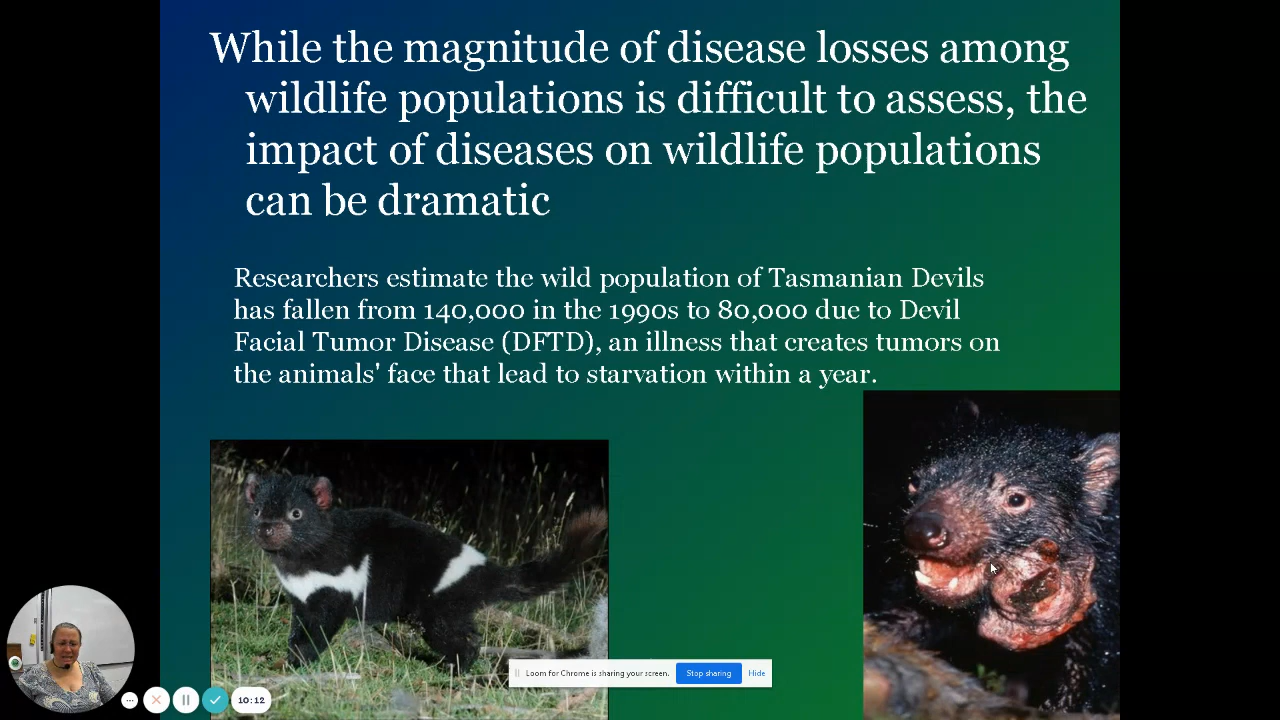 While the magnitude of disease losses among
wildlife populations is difficult to assess, the
impact of diseases on wildlife populations
can be dramatic
Researchers estimate the wild population of Tasmanian Devils
has fallen from 140,000 in the 1990s to 80,000 due to Devil
Facial Tumor Disease (DFTD), an illness that creates tumors on
the animals' face that lead to starvation within a year.
Loom for Chrome is sharing your screen. Stop sharing Hide
10:12